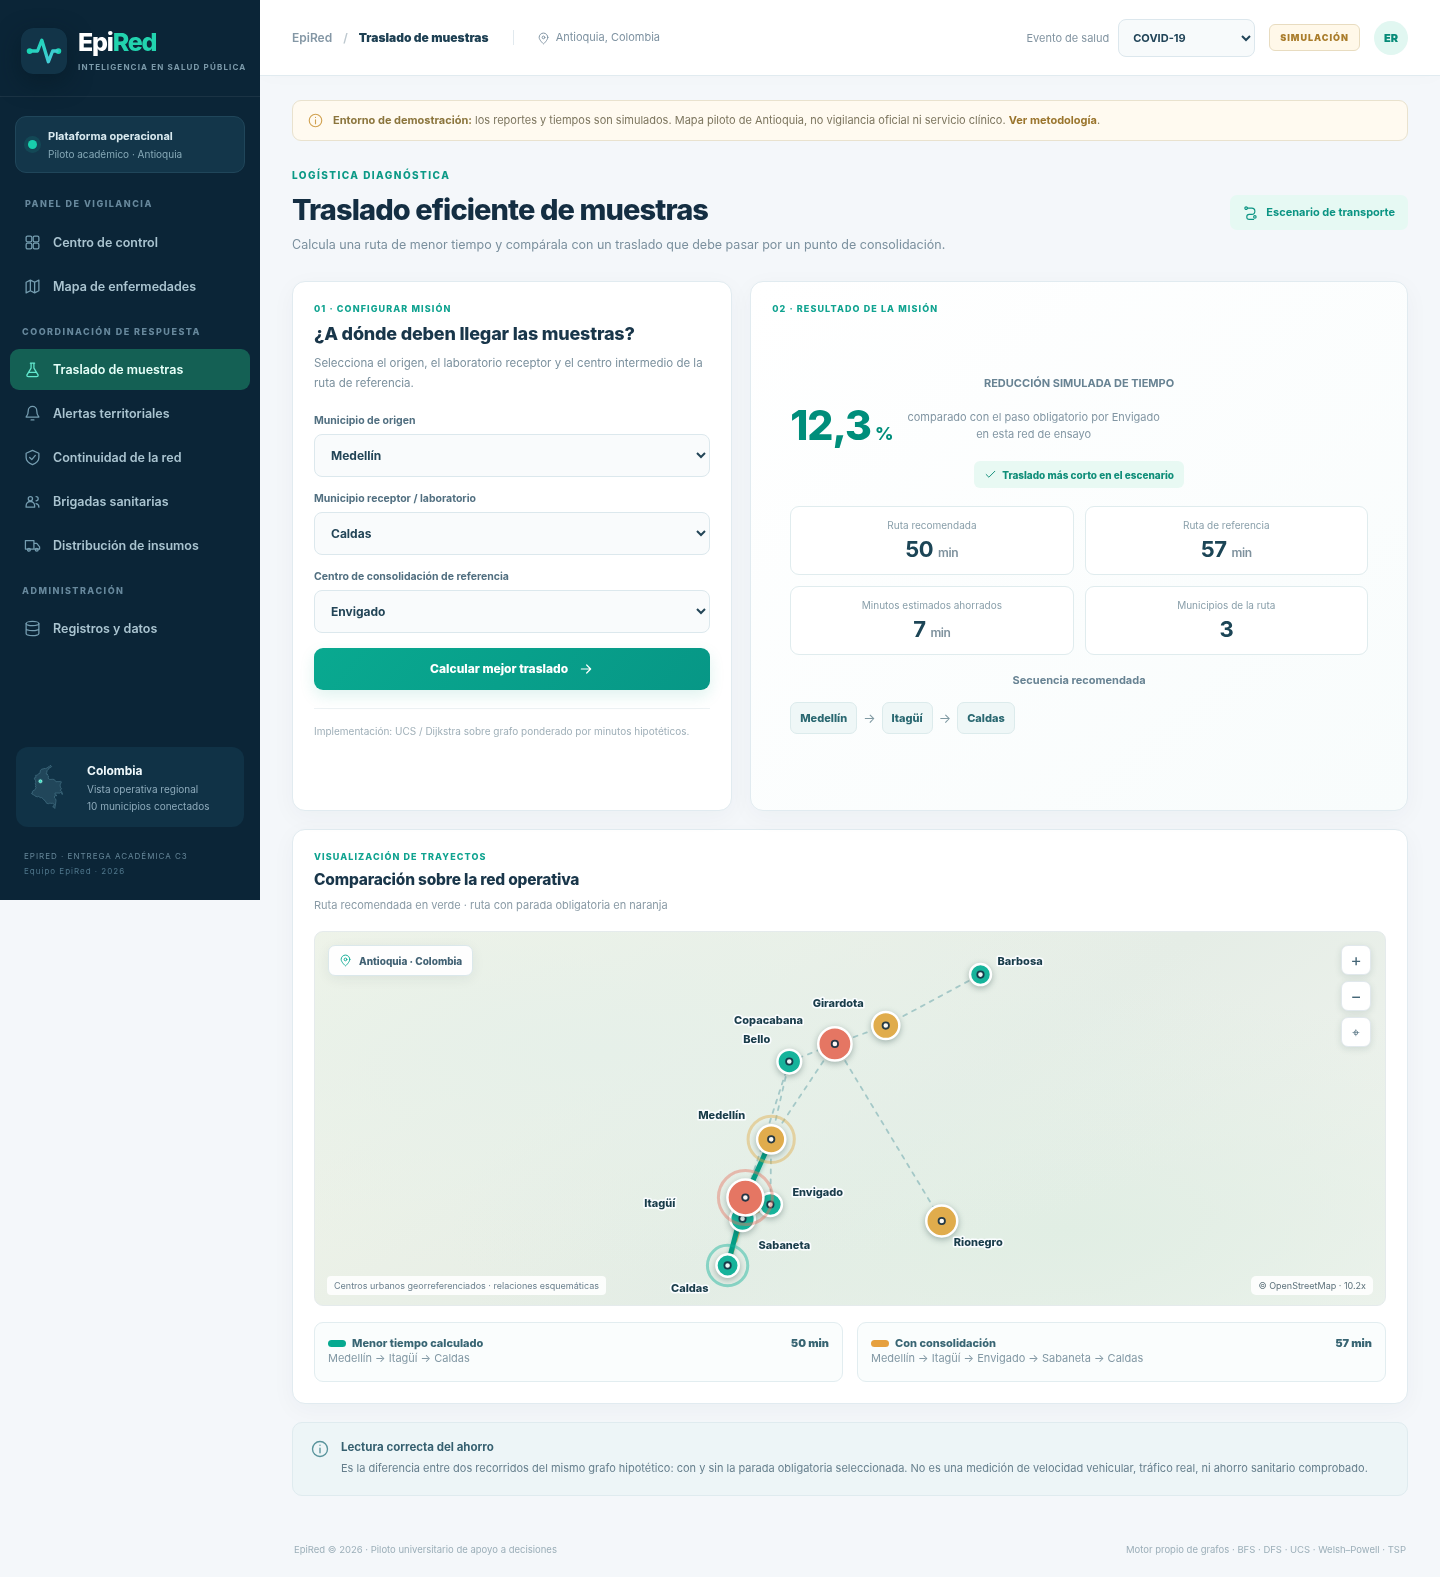 EpiRed
INTELIGENCIA EN SALUD PÚBLICA
Plataforma operacional
Piloto académico · Antioquia
PANEL DE VIGILANCIA
Centro de control
Mapa de enfermedades
COORDINACIÓN DE RESPUESTA
Traslado de muestras
Alertas territoriales
Continuidad de la red
Brigadas sanitarias
Distribución de insumos
ADMINISTRACIÓN
Registros y datos
Colombia
Vista operativa regional
10 municipios conectados
EPIRED · ENTREGA ACADÉMICA C3
Equipo EpiRed · 2026
EpiRed / Traslado de muestras
Antioquia, Colombia
Evento de salud
COVID-19
SIMULACIÓN
ER
Entorno de demostración: los reportes y tiempos son simulados. Mapa piloto de Antioquia, no vigilancia oficial ni servicio clínico. Ver metodología.
LOGÍSTICA DIAGNÓSTICA
Traslado eficiente de muestras
Calcula una ruta de menor tiempo y compárala con un traslado que debe pasar por un punto de consolidación.
Escenario de transporte
01 · CONFIGURAR MISIÓN
¿A dónde deben llegar las muestras?
Selecciona el origen, el laboratorio receptor y el centro intermedio de la
ruta de referencia.
Municipio de origen
Medellín
Municipio receptor / laboratorio
Caldas
Centro de consolidación de referencia
Envigado
Calcular mejor traslado →
Implementación: UCS / Dijkstra sobre grafo ponderado por minutos hipotéticos.
02 · RESULTADO DE LA MISIÓN
REDUCCIÓN SIMULADA DE TIEMPO
12,3 %
comparado con el paso obligatorio por Envigado
en esta red de ensayo
Traslado más corto en el escenario
Ruta recomendada
50 min
Ruta de referencia
57 min
Minutos estimados ahorrados
7 min
Municipios de la ruta
3
Secuencia recomendada
Medellín → Itagüí → Caldas
VISUALIZACIÓN DE TRAYECTOS
Comparación sobre la red operativa
Ruta recomendada en verde · ruta con parada obligatoria en naranja
Antioquia · Colombia
+
−
⌖
Barbosa
Girardota
Copacabana
Bello
Medellín
Envigado
Itagüí
Sabaneta
Rionegro
Caldas
Centros urbanos georreferenciados · relaciones esquemáticas
© OpenStreetMap · 10.2x
Menor tiempo calculado 50 min
Medellín → Itagüí → Caldas
Con consolidación 57 min
Medellín → Itagüí → Envigado → Sabaneta → Caldas
Lectura correcta del ahorro
Es la diferencia entre dos recorridos del mismo grafo hipotético: con y sin la parada obligatoria seleccionada. No es una medición de velocidad vehicular, tráfico real, ni ahorro sanitario comprobado.
EpiRed © 2026 · Piloto universitario de apoyo a decisiones
Motor propio de grafos · BFS · DFS · UCS · Welsh–Powell · TSP